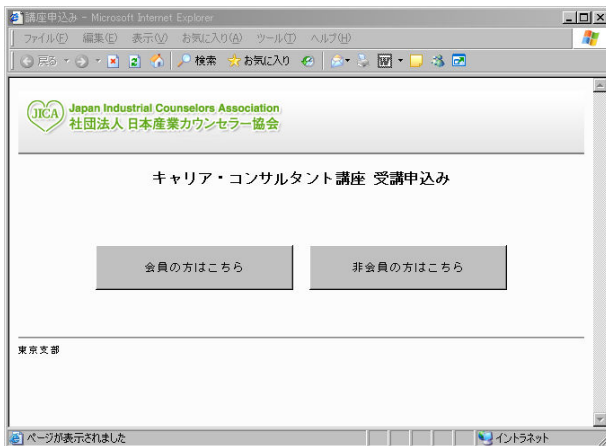 講座申込み - Microsoft Internet Explorer
ファイル(F) 編集(E) 表示(V) お気に入り(A) ツール(T) ヘルプ(H)
戻る 検索 お気に入り
JICA
Japan Industrial Counselors Association
社団法人 日本産業カウンセラー協会
キャリア・コンサルタント講座 受講申込み
会員の方はこちら 非会員の方はこちら
東京支部
ページが表示されました イントラネット